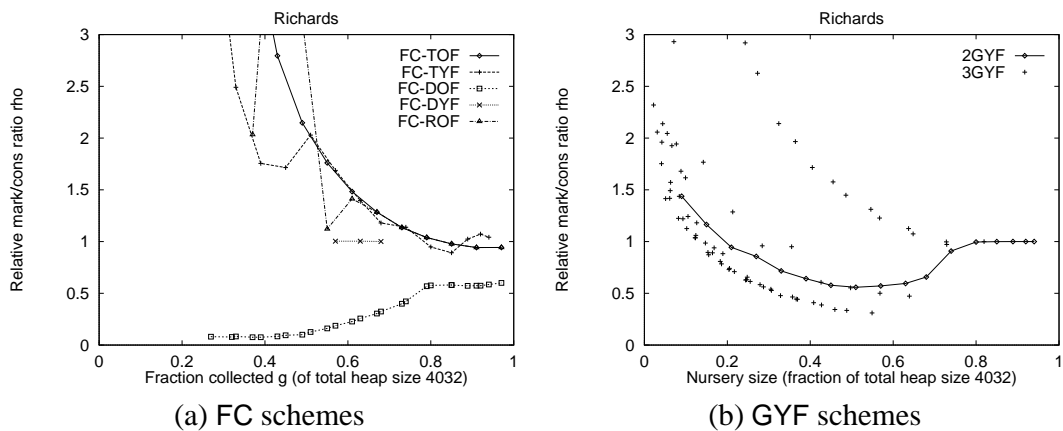 Richards
3
2.5
2
1.5
1
0.5
0
Relative mark/cons ratio rho
FC-TOF
FC-TYF
FC-DOF
FC-DYF
FC-ROF
0 0.2 0.4 0.6 0.8 1
Fraction collected g (of total heap size 4032)
(a) FC schemes
Richards
3
2.5
2
1.5
1
0.5
0
Relative mark/cons ratio rho
2GYF
3GYF
0 0.2 0.4 0.6 0.8 1
Nursery size (fraction of total heap size 4032)
(b) GYF schemes